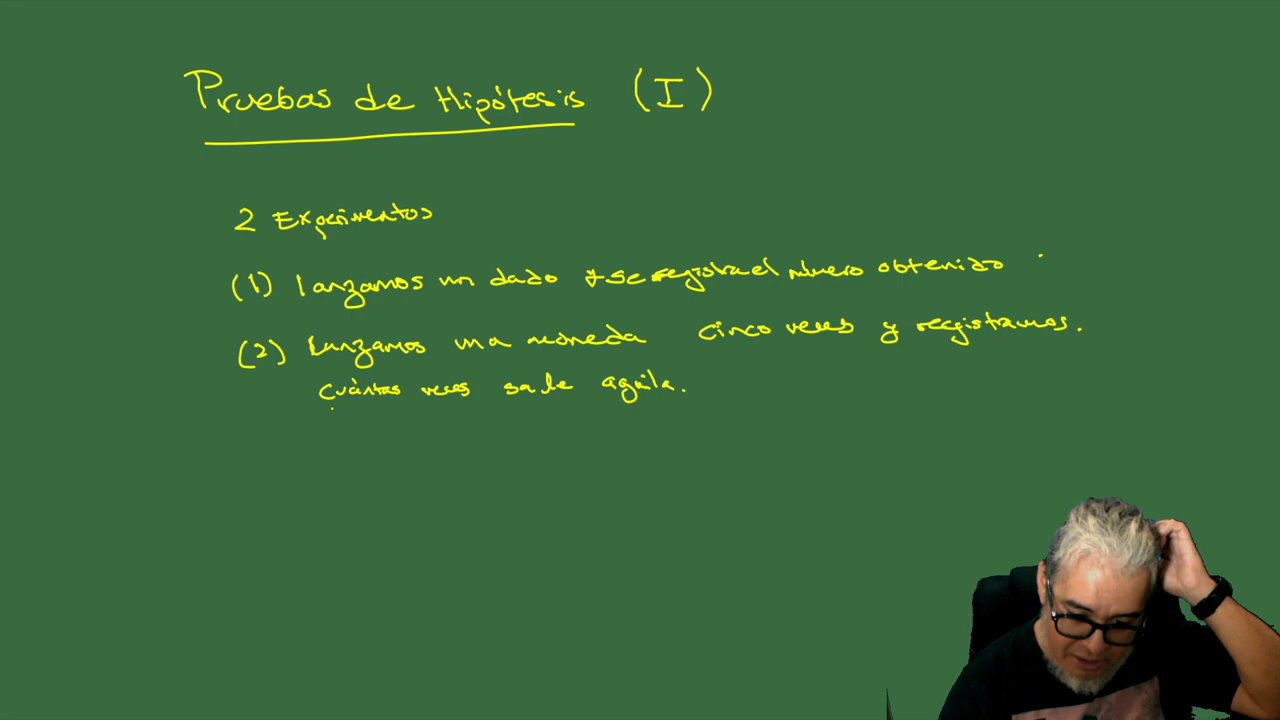 Pruebas de Hipótesis (I)
2 Experimentos
(1) Lanzamos un dado y se registra el número obtenido.
(2) Lanzamos una moneda cinco veces y registramos.
cuántas veces sale aguila.